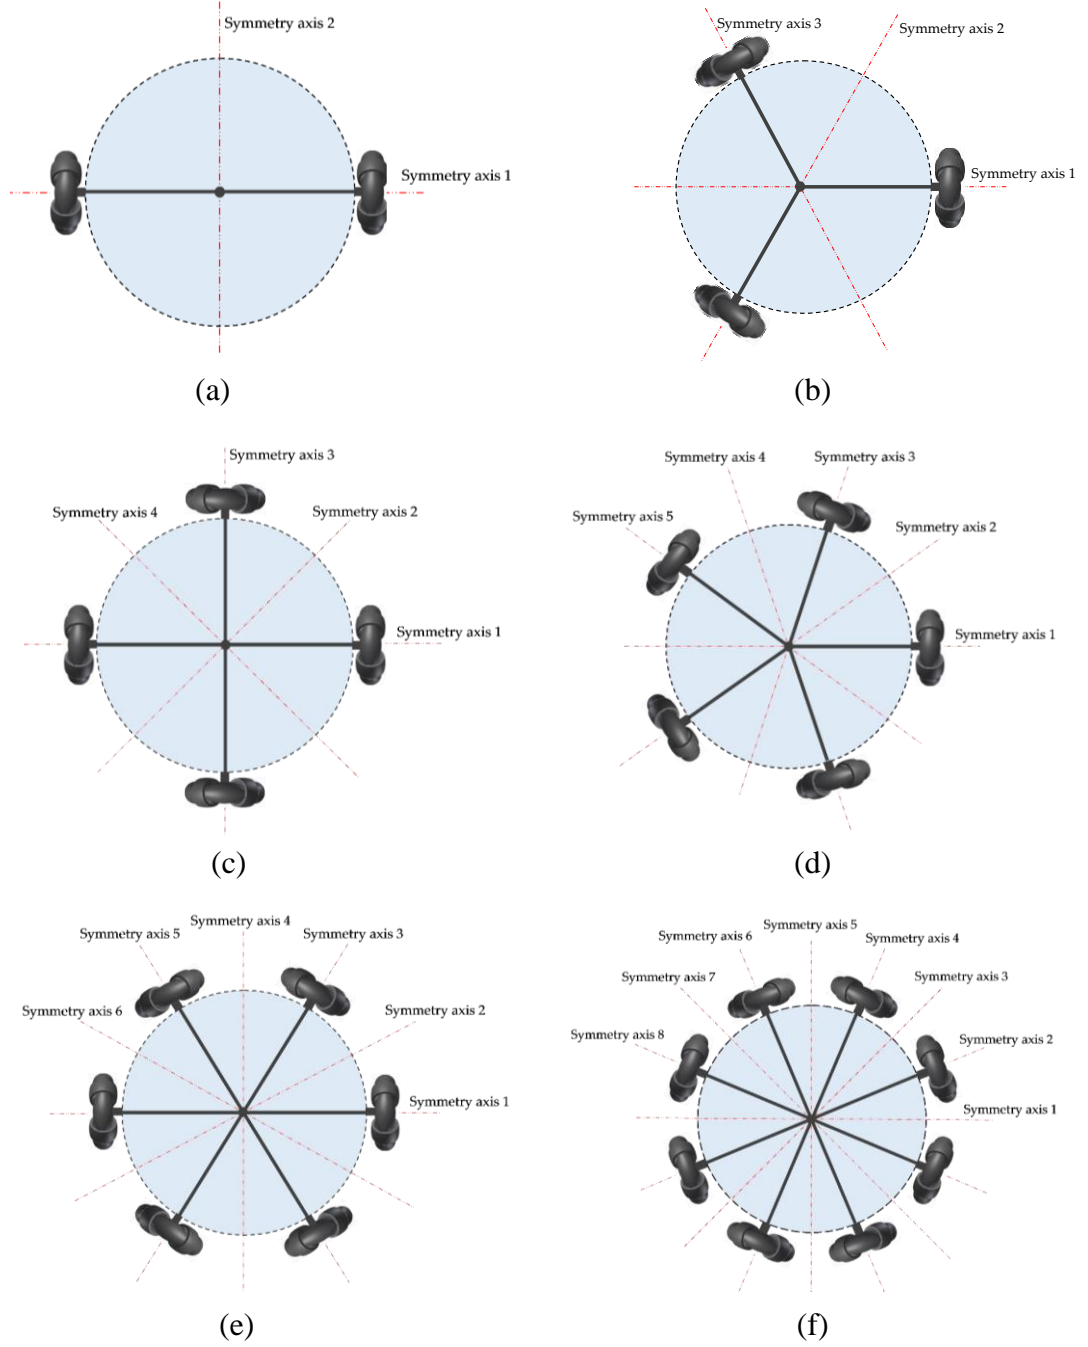 Symmetry axis 2
Symmetry axis 1
(a)
Symmetry axis 3
Symmetry axis 2
Symmetry axis 1
(b)
Symmetry axis 3
Symmetry axis 4
Symmetry axis 2
Symmetry axis 1
(c)
Symmetry axis 4
Symmetry axis 3
Symmetry axis 5
Symmetry axis 2
Symmetry axis 1
(d)
Symmetry axis 4
Symmetry axis 5
Symmetry axis 3
Symmetry axis 6
Symmetry axis 2
Symmetry axis 1
(e)
Symmetry axis 5
Symmetry axis 6
Symmetry axis 4
Symmetry axis 7
Symmetry axis 3
Symmetry axis 8
Symmetry axis 2
Symmetry axis 1
(f)